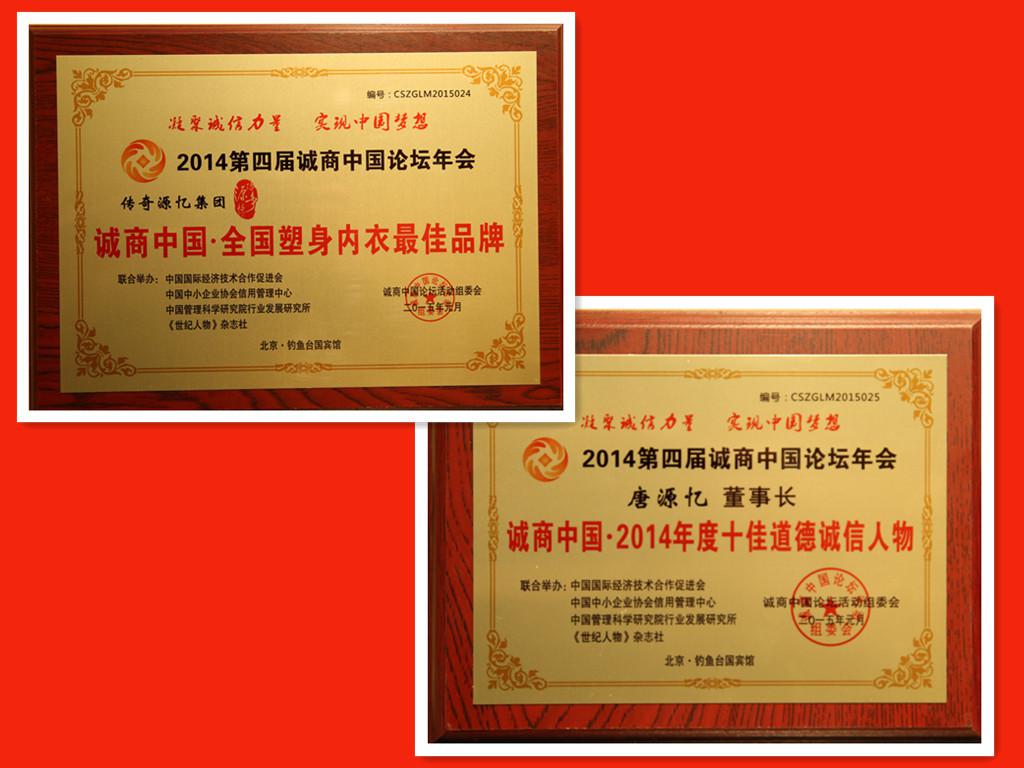 编号：CSZGLM2015024
凝聚诚信力量 实现中国梦想
2014第四届诚商中国论坛年会
传奇源忆集团
诚商中国·全国塑身内衣最佳品牌
联合举办：中国国际经济技术合作促进会
中国中小企业协会信用管理中心
中国管理科学研究院行业发展研究所
《世纪人物》杂志社
诚商中国论坛活动组委会
二〇一五年元月
北京·钓鱼台国宾馆
编号：CSZGLM2015025
凝聚诚信力量 实现中国梦想
2014第四届诚商中国论坛年会
唐源忆 董事长
诚商中国·2014年度十佳道德诚信人物
联合举办：中国国际经济技术合作促进会
中国中小企业协会信用管理中心
中国管理科学研究院行业发展研究所
《世纪人物》杂志社
诚商中国论坛活动组委会
二〇一五年元月
组委会
北京·钓鱼台国宾馆